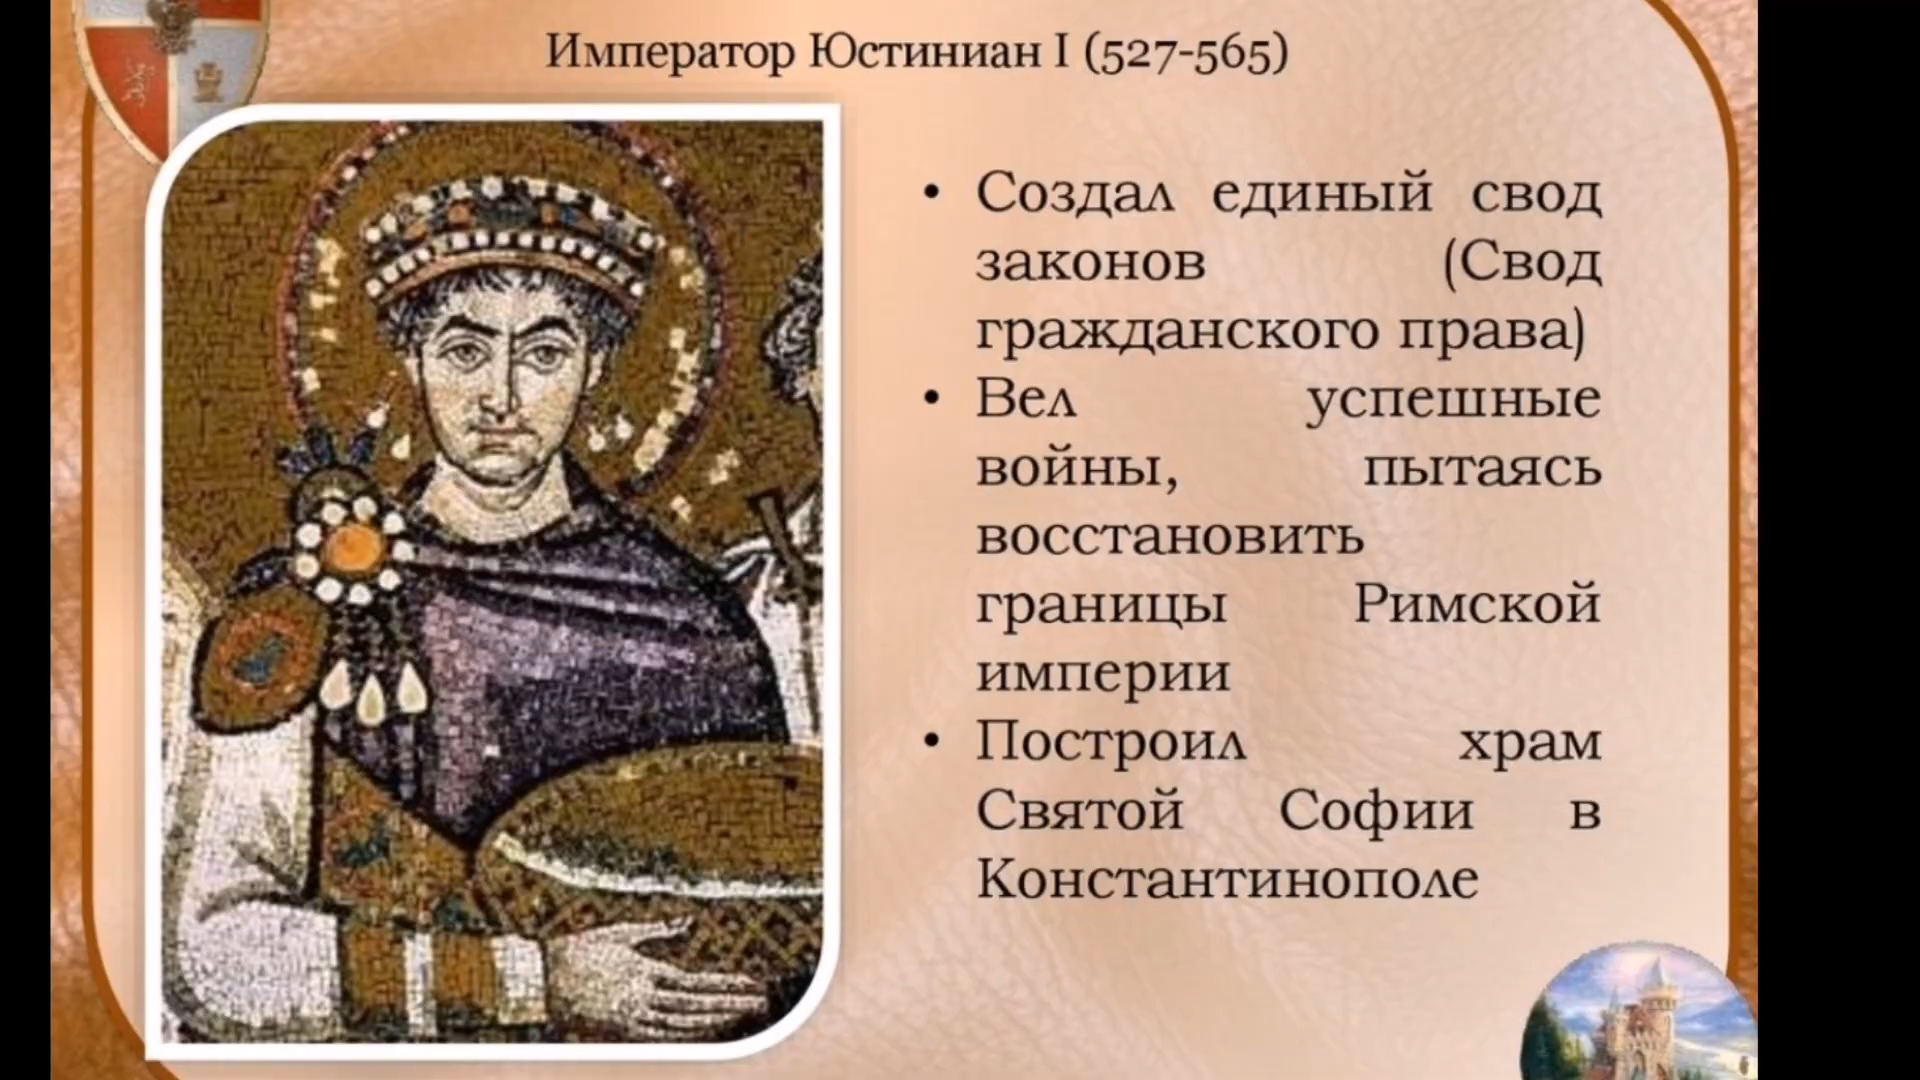 Император Юстиниан I (527-565)
• Создал единый свод
законов (Свод
гражданского права)
• Вел успешные
войны, пытаясь
восстановить
границы Римской
империи
• Построил храм
Святой Софии в
Константинополе